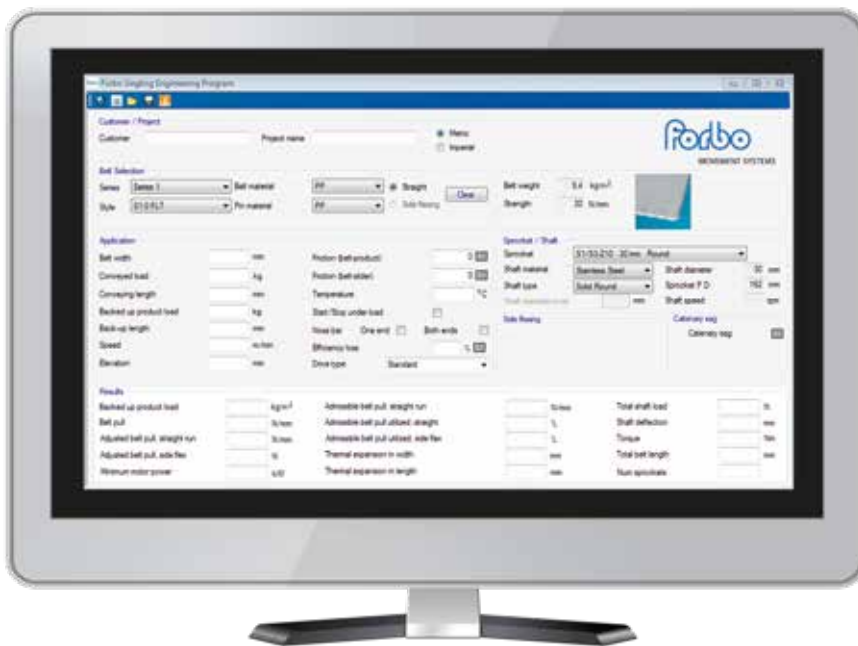 Forbo Siegling Engineering Program
Customer / Project
Customer Project name Metric
Imperial
Forbo
MOVEMENT SYSTEMS
Belt Selection
Series Series 1 Belt material PP Straight Clear Belt weight kg/m²
Style Pin material PP Side flexing Strength 30 N/mm
Application
Belt width mm Friction (belt-product) 0
Conveyed load kg Friction (belt-slider) 0
Conveying length mm Temperature °C
Backed up product load kg Start/Stop under load
Back-up length mm Nose bar One end Both ends
Speed m/min Efficiency loss %
Elevation mm Drive type Standard
Sprocket / Shaft
Sprocket Round
Shaft material Stainless Steel Shaft diameter 30 mm
Shaft type Solid Round Sprocket P D mm
mm Shaft speed rpm
Side flexing Catenary sag
Catenary sag
Results
Backed up product load kg/m² Admissible belt pull, straight run N/mm Total shaft load N
Belt pull N/mm Admissible belt pull utilized, straight % Shaft deflection mm
Adjusted belt pull, straight run N/mm Admissible belt pull utilized, side flex % Torque Nm
Adjusted belt pull, side flex N Thermal expansion in width mm Total belt length mm
Minimum motor power Thermal expansion in length mm Num sprockets